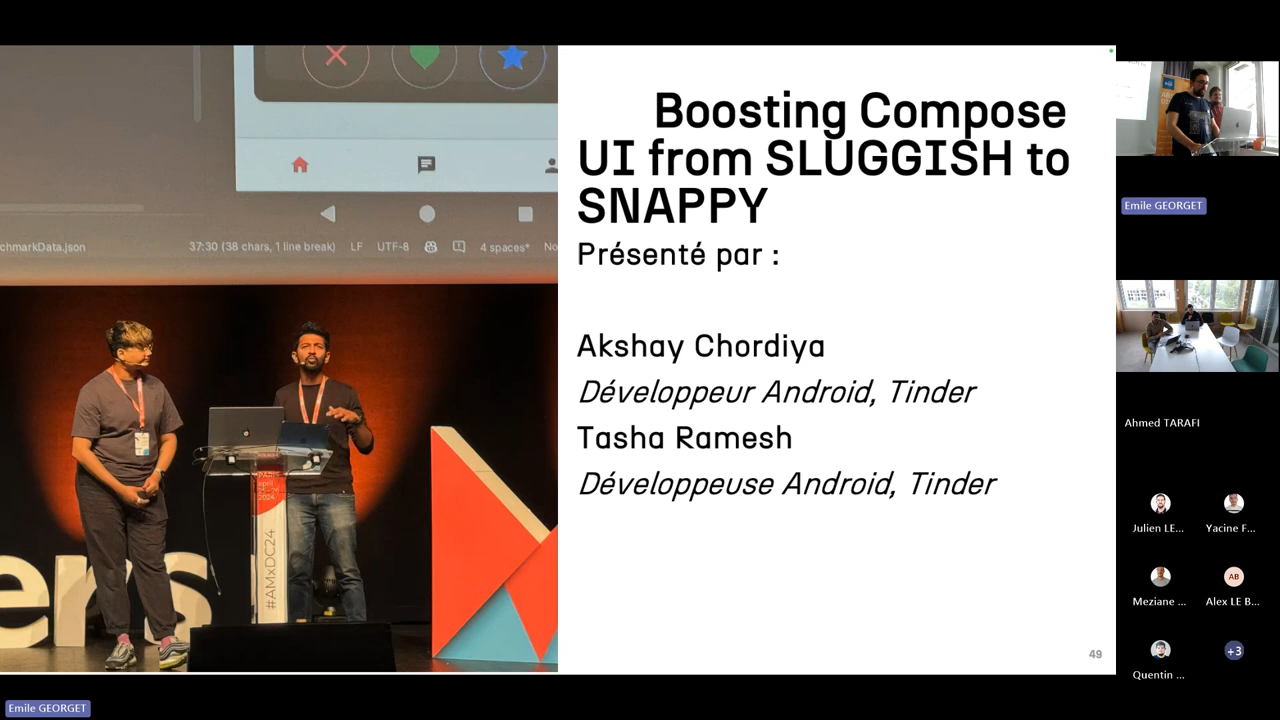 Boosting Compose
UI from SLUGGISH to
SNAPPY
Présenté par :
Akshay Chordiya
Développeur Android, Tinder
Tasha Ramesh
Développeuse Android, Tinder
49
chmarkData.json
37:30 (38 chars, 1 line break)
LF
UTF-8
4 spaces*
No
ers
#AMxDC24
Emile GEORGET
Ahmed TARAFI
Julien LE...
Yacine F...
Meziane ...
AB
Alex LE B...
Quentin ...
+3
Emile GEORGET